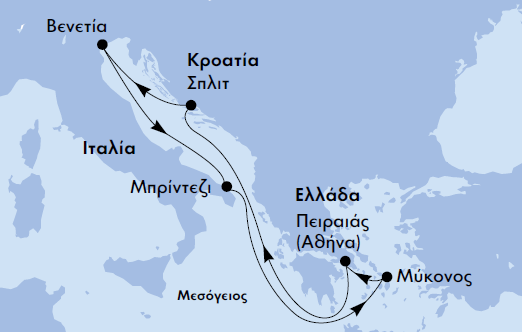 Βενετία
Κροατία
Σπλιτ
Ιταλία
Μπρίντεζι
Ελλάδα
Πειραιάς
(Αθήνα)
Μύκονος
Μεσόγειος